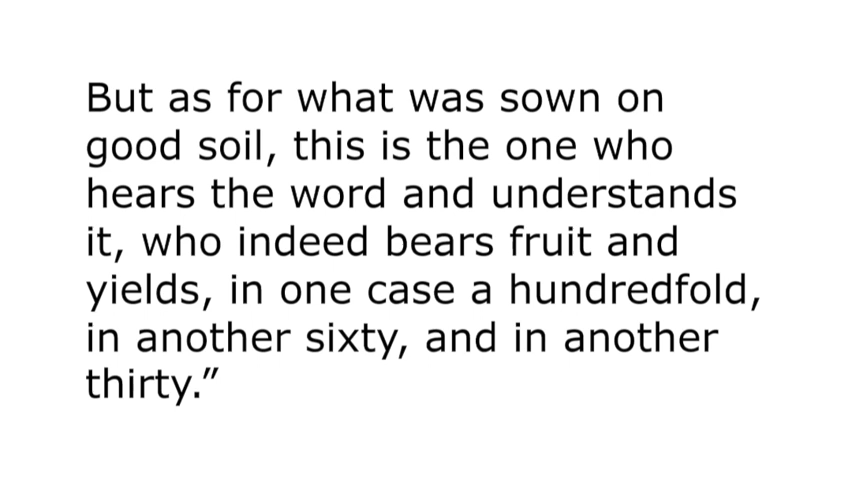 But as for what was sown on
good soil, this is the one who
hears the word and understands
it, who indeed bears fruit and
yields, in one case a hundredfold,
in another sixty, and in another
thirty.”